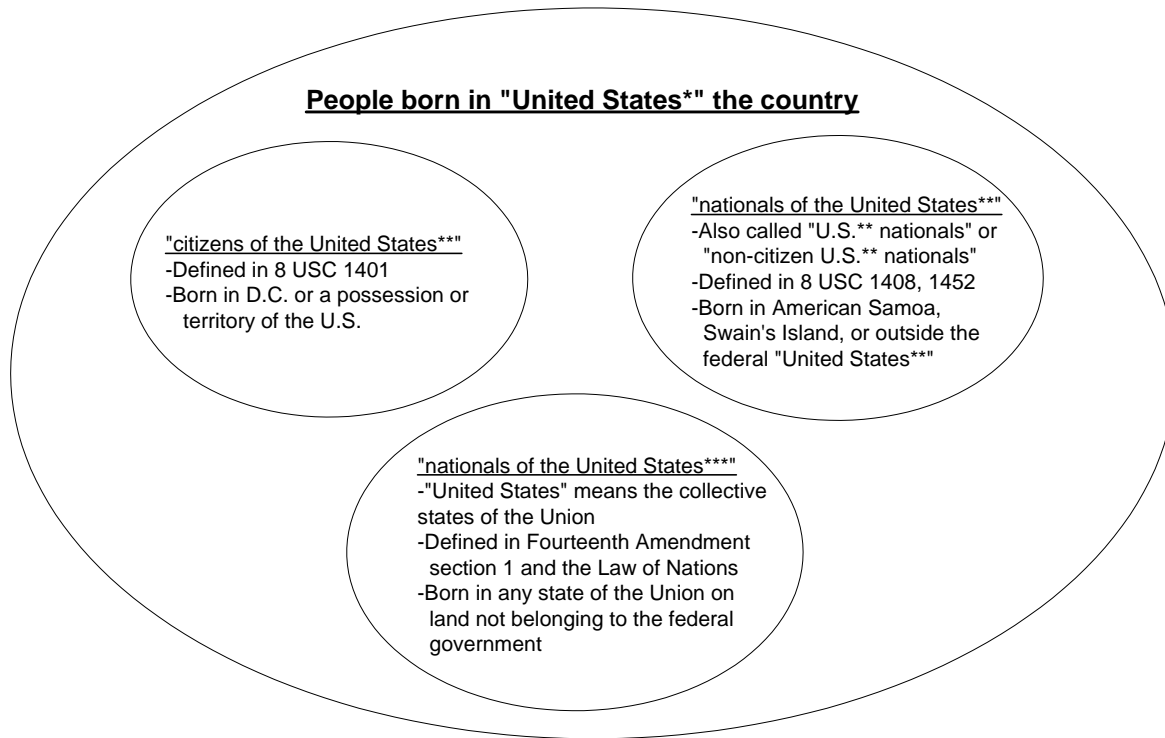 People born in "United States*" the country
"citizens of the United States**"
-Defined in 8 USC 1401
-Born in D.C. or a possession or
territory of the U.S.
"nationals of the United States**"
-Also called "U.S.** nationals" or
"non-citizen U.S.** nationals"
-Defined in 8 USC 1408, 1452
-Born in American Samoa,
Swain's Island, or outside the
federal "United States**"
"nationals of the United States***"
-"United States" means the collective
states of the Union
-Defined in Fourteenth Amendment
section 1 and the Law of Nations
-Born in any state of the Union on
land not belonging to the federal
government